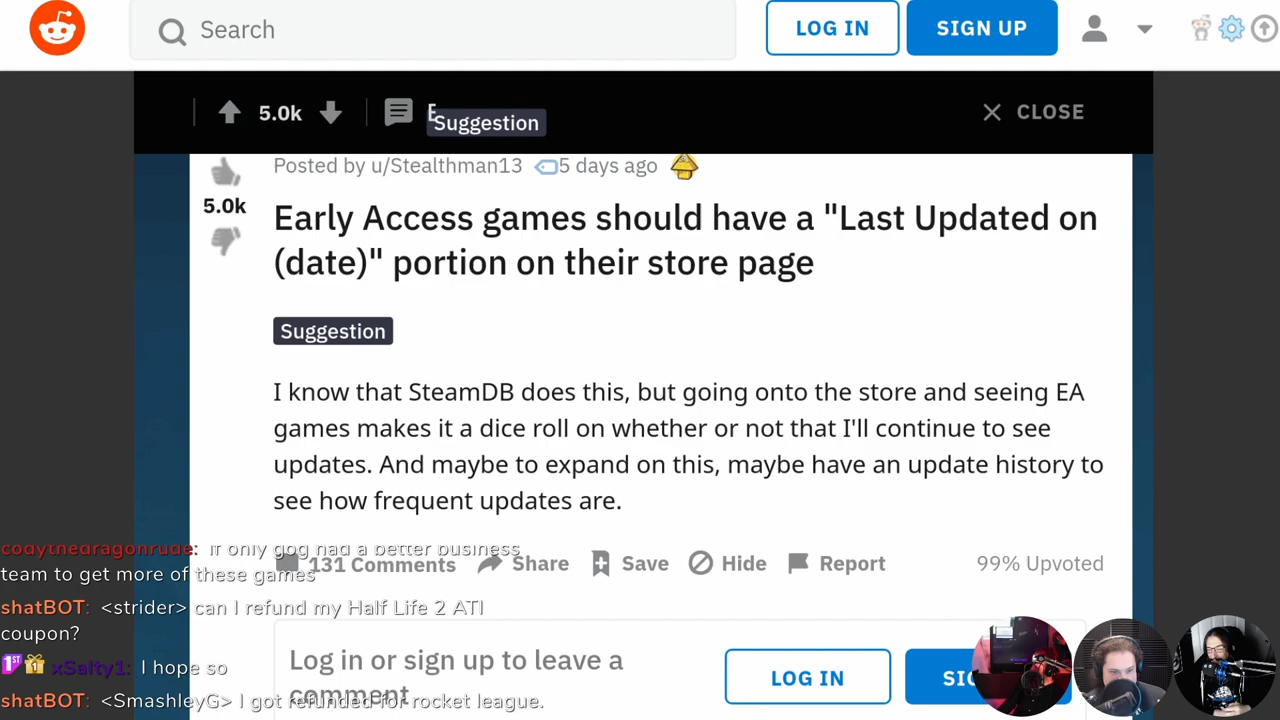 Search
LOG IN
SIGN UP
5.0k
E
Suggestion
CLOSE
Posted by u/Stealthman13
5 days ago
5.0k
Early Access games should have a "Last Updated on
(date)" portion on their store page
Suggestion
I know that SteamDB does this, but going onto the store and seeing EA
games makes it a dice roll on whether or not that I'll continue to see
updates. And maybe to expand on this, maybe have an update history to
see how frequent updates are.
131 Comments
Share
Save
Hide
Report
99% Upvoted
codythedragonrude: If only gog had a better business
team to get more of these games
shatBOT: <strider> can I refund my Half Life 2 ATI
coupon?
1ST
1
xSalty1: I hope so
shatBOT: <SmashleyG> I got refunded for rocket league.
Log in or sign up to leave a
comment
LOG IN
SIG